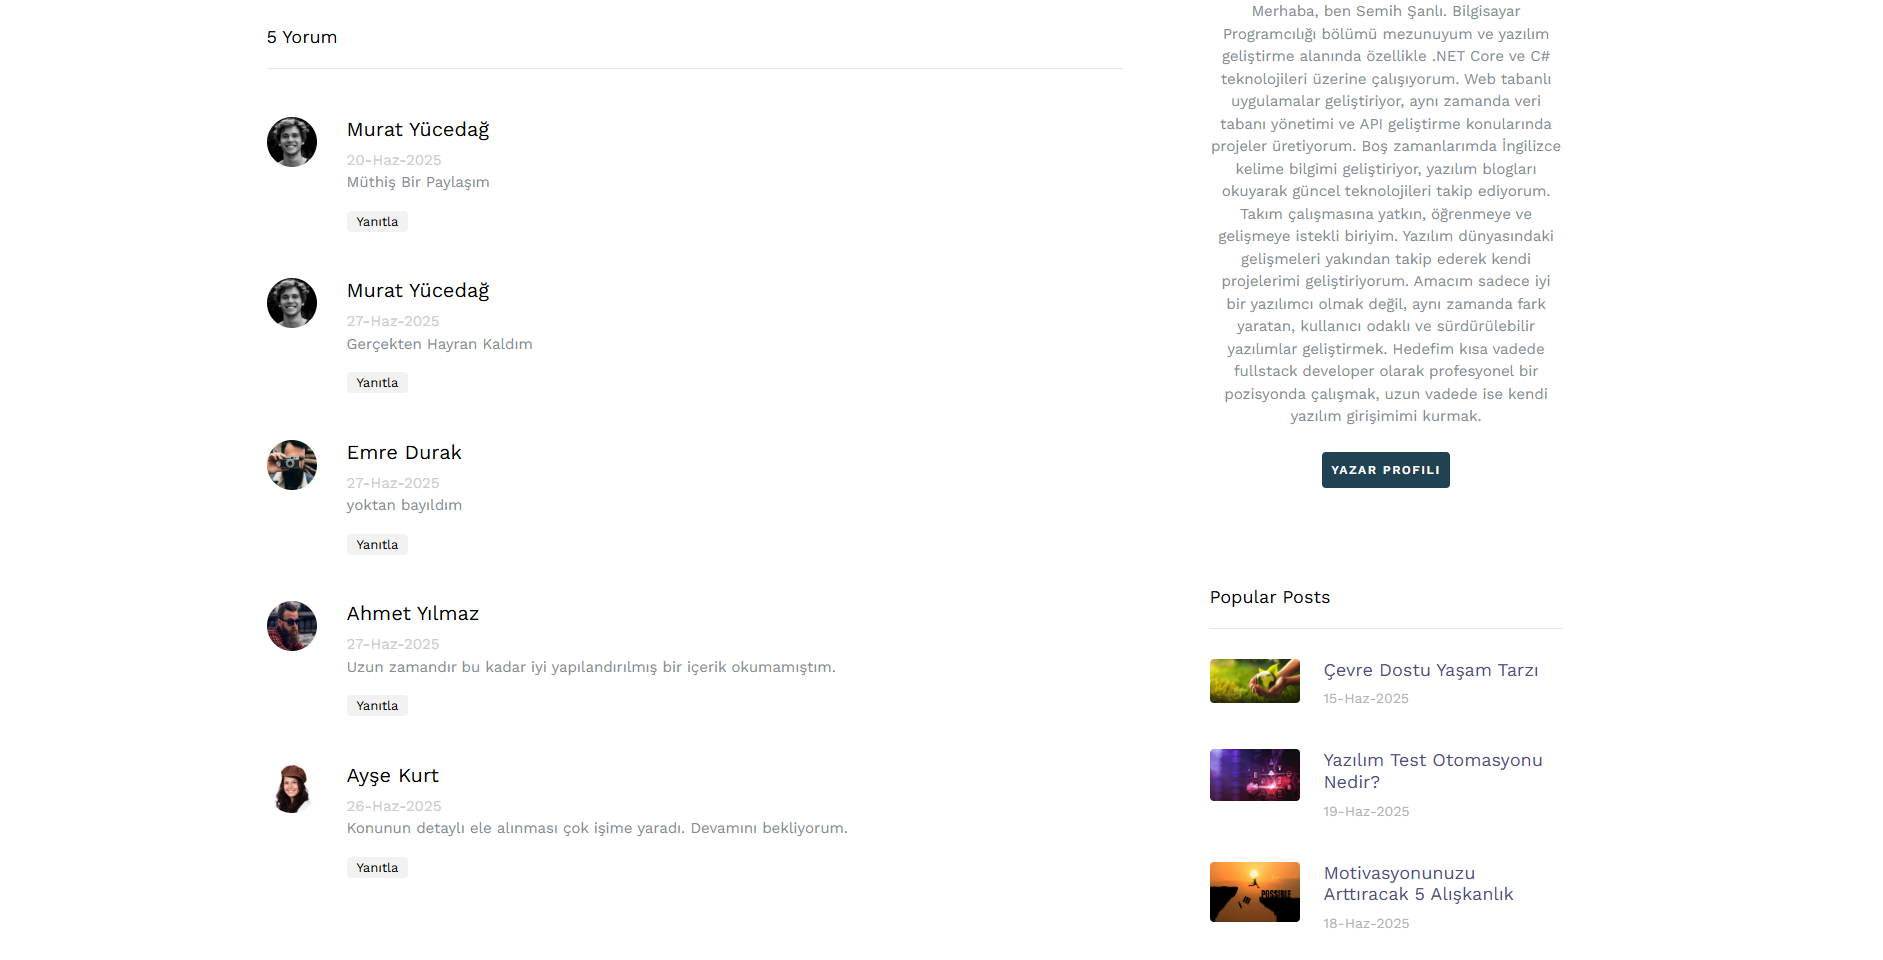 5 Yorum
Murat Yücedağ
20-Haz-2025
Müthiş Bir Paylaşım
Yanıtla
Murat Yücedağ
27-Haz-2025
Gerçekten Hayran Kaldım
Yanıtla
Emre Durak
27-Haz-2025
yoktan bayıldım
Yanıtla
Ahmet Yılmaz
27-Haz-2025
Uzun zamandır bu kadar iyi yapılandırılmış bir içerik okumamıştım.
Yanıtla
Ayşe Kurt
26-Haz-2025
Konunun detaylı ele alınması çok işime yaradı. Devamını bekliyorum.
Yanıtla
Merhaba, ben Semih Şanlı. Bilgisayar
Programcılığı bölümü mezunuyum ve yazılım
geliştirme alanında özellikle .NET Core ve C#
teknolojileri üzerine çalışıyorum. Web tabanlı
uygulamalar geliştiriyor, aynı zamanda veri
tabanı yönetimi ve API geliştirme konularında
projeler üretiyorum. Boş zamanlarımda İngilizce
kelime bilgimi geliştiriyor, yazılım blogları
okuyarak güncel teknolojileri takip ediyorum.
Takım çalışmasına yatkın, öğrenmeye ve
gelişmeye istekli biriyim. Yazılım dünyasındaki
gelişmeleri yakından takip ederek kendi
projelerimi geliştiriyorum. Amacım sadece iyi
bir yazılımcı olmak değil, aynı zamanda fark
yaratan, kullanıcı odaklı ve sürdürülebilir
yazılımlar geliştirmek. Hedefim kısa vadede
fullstack developer olarak profesyonel bir
pozisyonda çalışmak, uzun vadede ise kendi
yazılım girişimimi kurmak.
YAZAR PROFILI
Popular Posts
Çevre Dostu Yaşam Tarzı
15-Haz-2025
Yazılım Test Otomasyonu
Nedir?
19-Haz-2025
POSSIBLE
Motivasyonunuzu
Arttıracak 5 Alışkanlık
18-Haz-2025